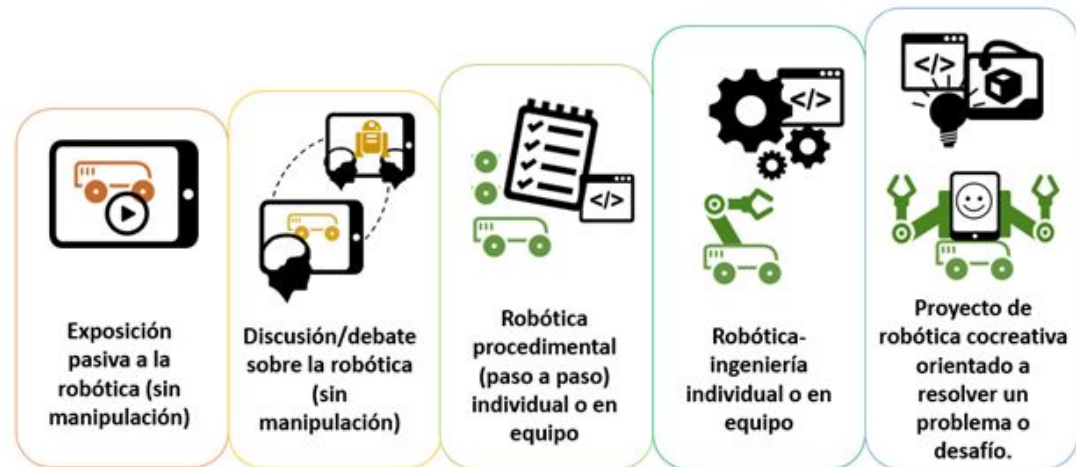 </>
</>
</>
</>
Exposición
pasiva a la
robótica (sin
manipulación)
Discusión/debate
sobre la robótica
(sin
manipulación)
Robótica
procedimental
(paso a paso)
individual o en
equipo
Robótica-
ingeniería
individual o en
equipo
Proyecto de
robótica cocreativa
orientado a
resolver un
problema o
desafío.